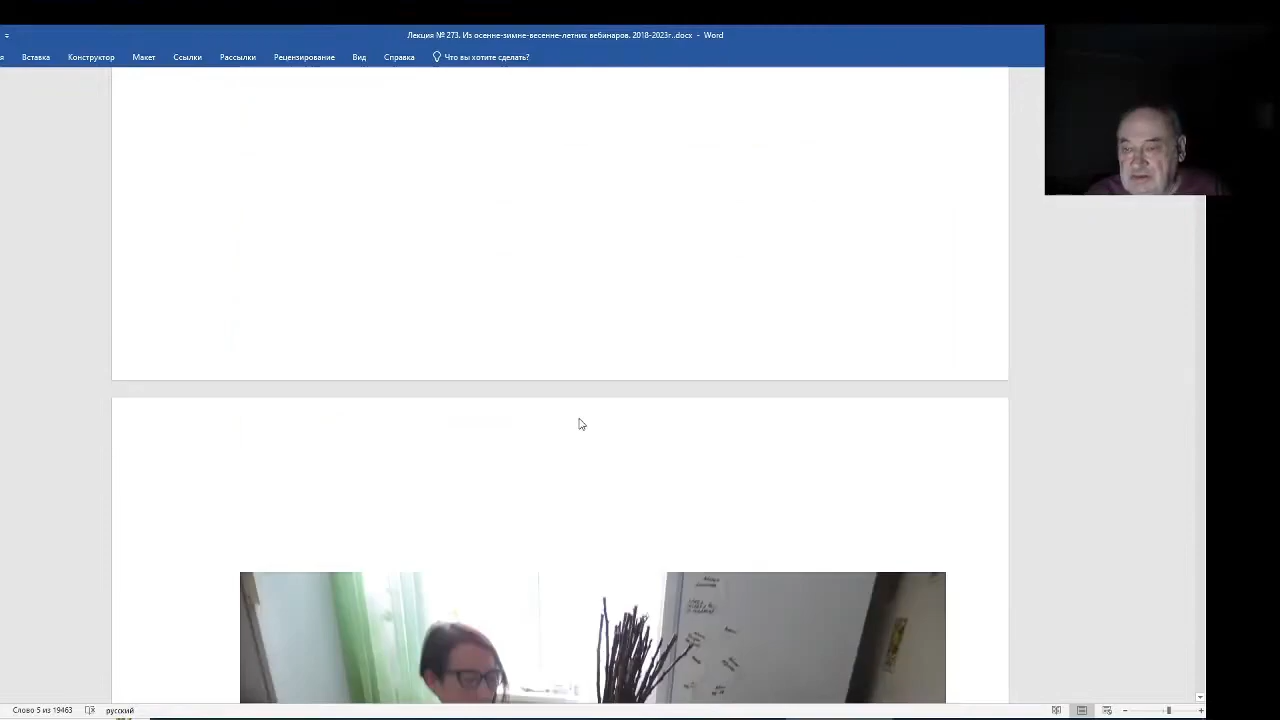 Лекция № 273. Из осенне-зимне-весенне-летних вебинаров. 2018-2023г..docx - Word
я Вставка Конструктор Макет Ссылки Рассылки Рецензирование Вид Справка Что вы хотите сделать?
Слово 5 из 19463 русский